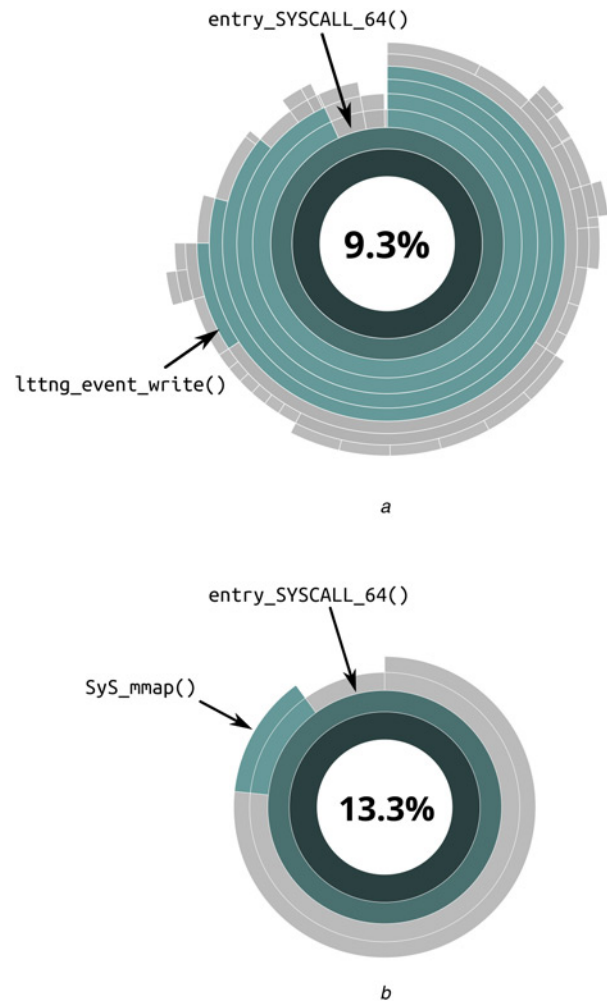 entry_SYSCALL_64()
9.3%
lttng_event_write()
a
entry_SYSCALL_64()
SyS_mmap()
13.3%
b